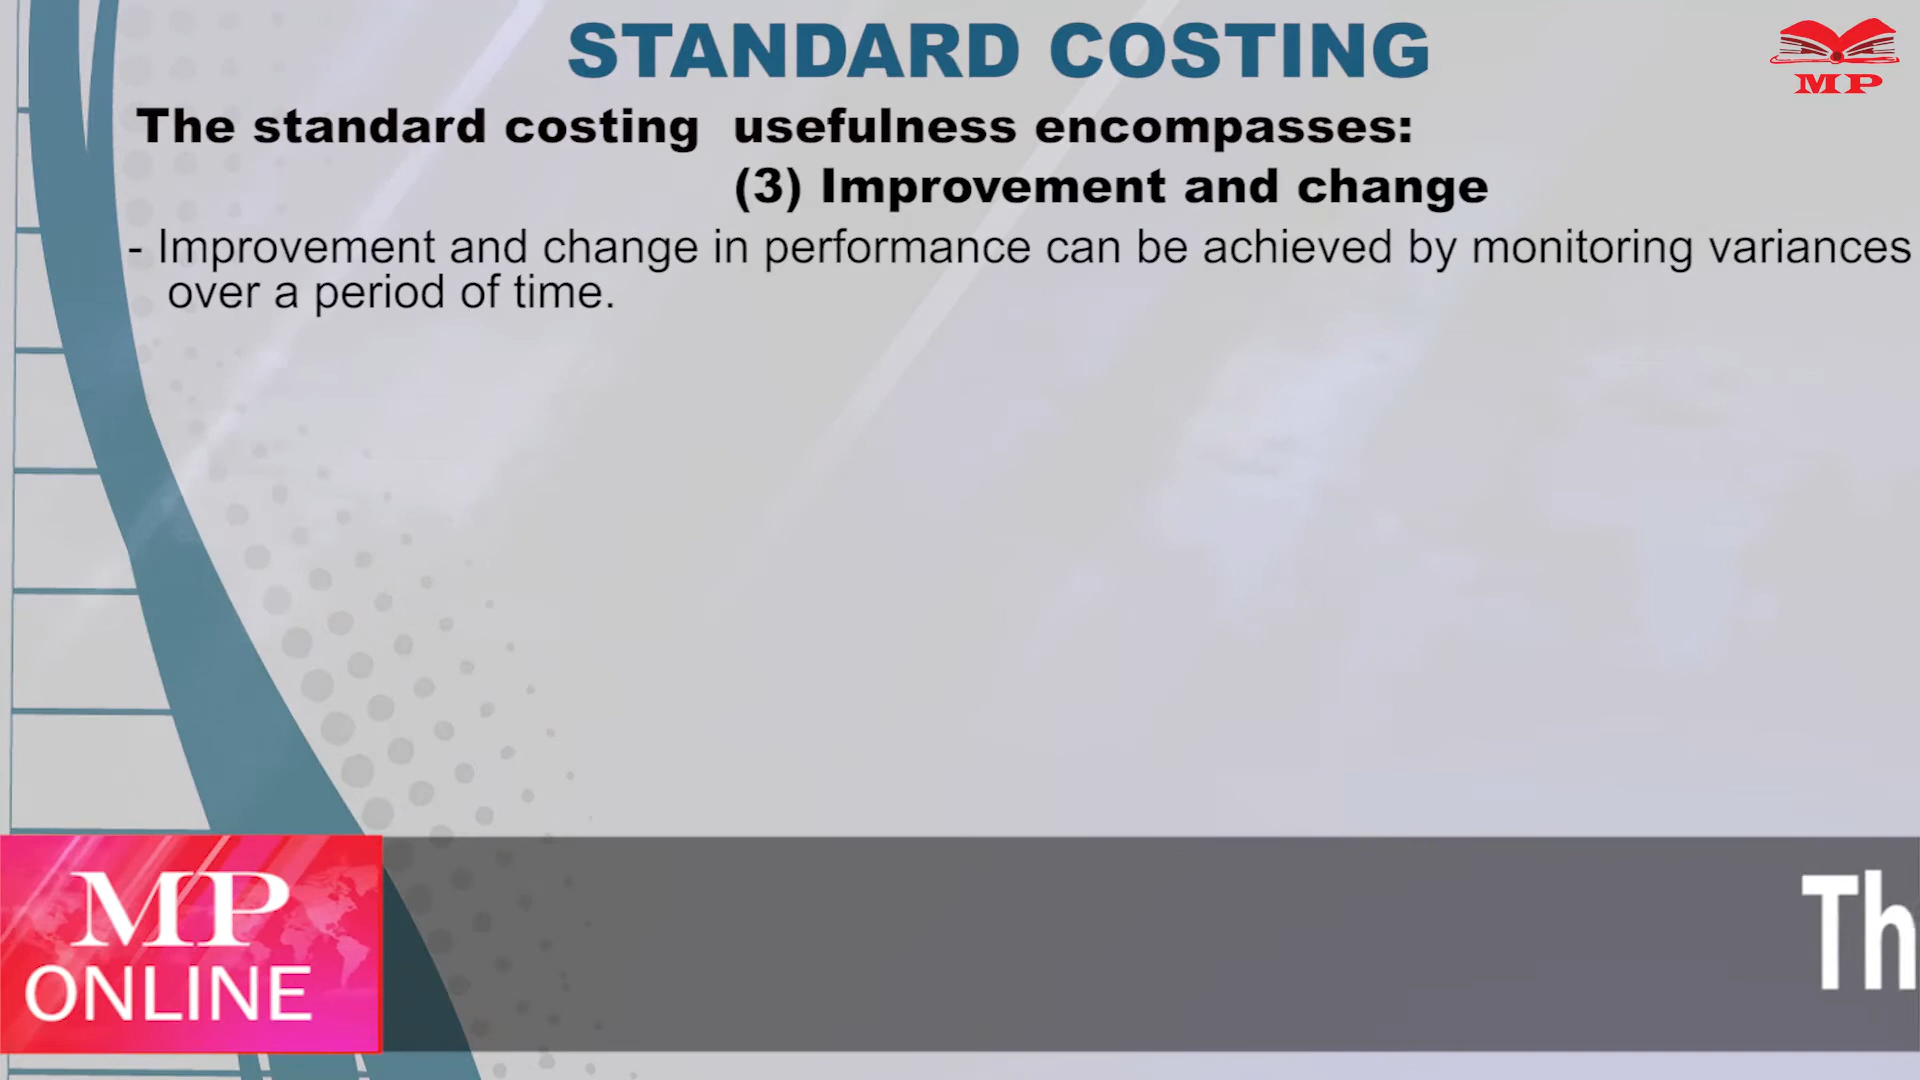 STANDARD COSTING
MP
The standard costing usefulness encompasses:
(3) Improvement and change
- Improvement and change in performance can be achieved by monitoring variances
over a period of time.
MP
ONLINE
Th